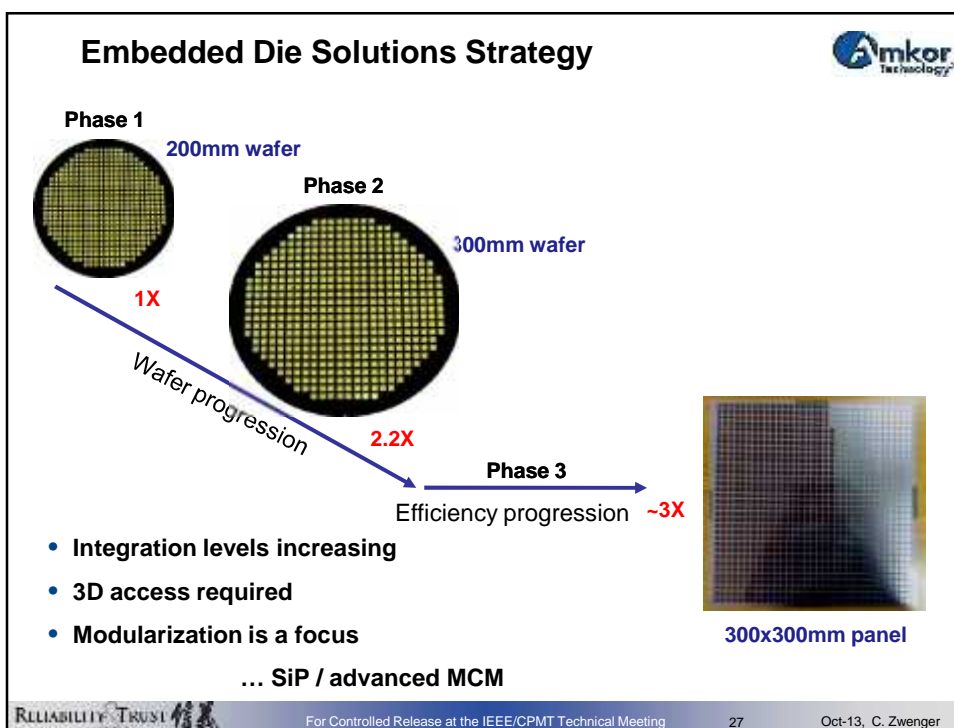 Embedded Die Solutions Strategy
Amkor
Technology
Phase 1
200mm wafer
Phase 2
300mm wafer
1X
Wafer progression
2.2X
Phase 3
Efficiency progression
~3X
• Integration levels increasing
• 3D access required
• Modularization is a focus
300x300mm panel
… SiP / advanced MCM
RELIABILITY TRUST 信義
For Controlled Release at the IEEE/CPMT Technical Meeting
27
Oct-13, C. Zwenger